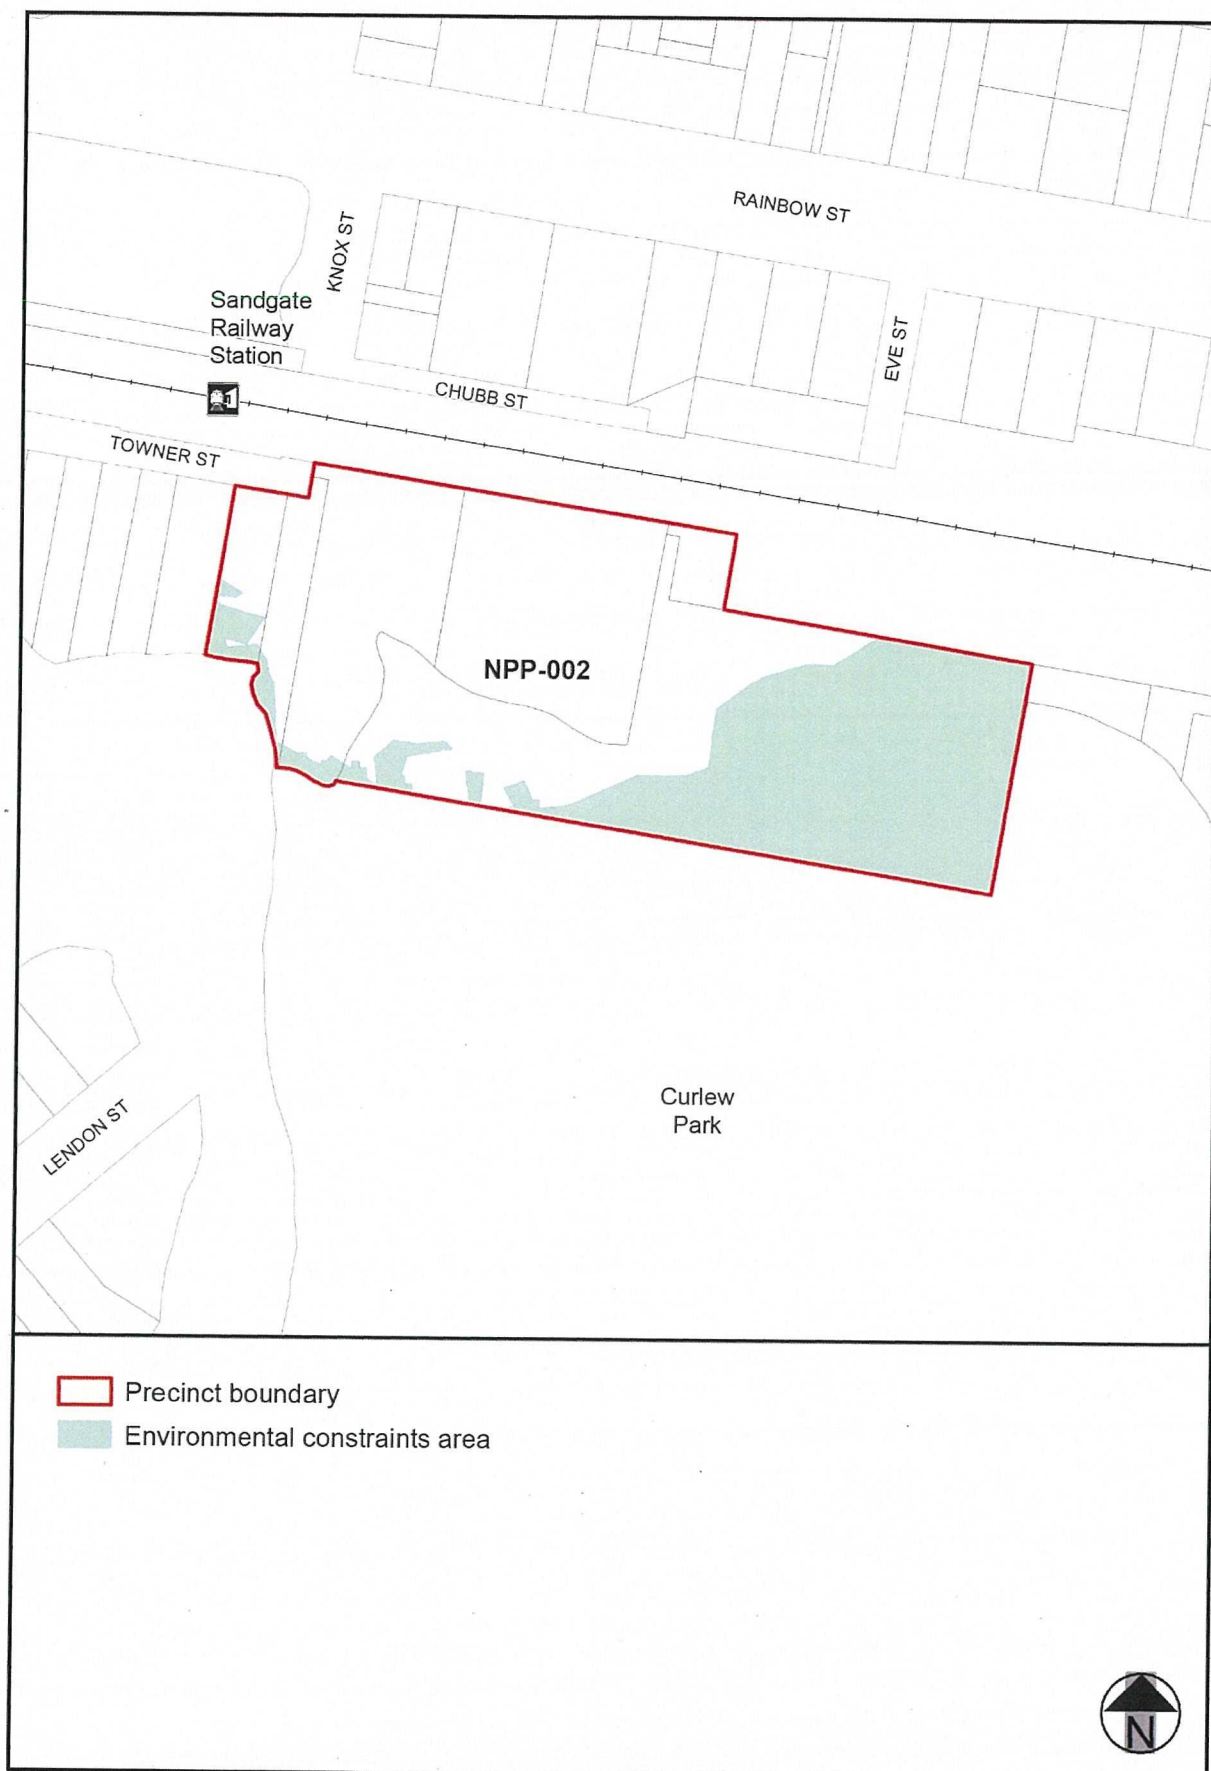 RAINBOW ST
KNOX ST
Sandgate
Railway
Station
EVE ST
CHUBB ST
TOWNER ST
NPP-002
Curlew
Park
LENDON ST
Precinct boundary
Environmental constraints area
N